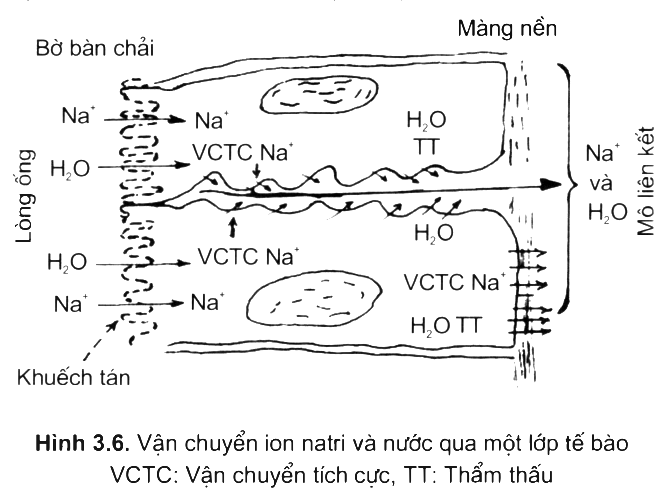 Màng nền
Bờ bàn chải
Na⁺
Na⁺
H₂O
TT
H₂O
VCTC Na⁺
Lòng ống
Na⁺
và
H₂O
Mô liên kết
H₂O
VCTC Na⁺
H₂O
VCTC Na⁺
Na⁺
Na⁺
H₂O TT
Khuếch tán
Hình 3.6. Vận chuyển ion natri và nước qua một lớp tế bào
VCTC: Vận chuyển tích cực, TT: Thẩm thấu